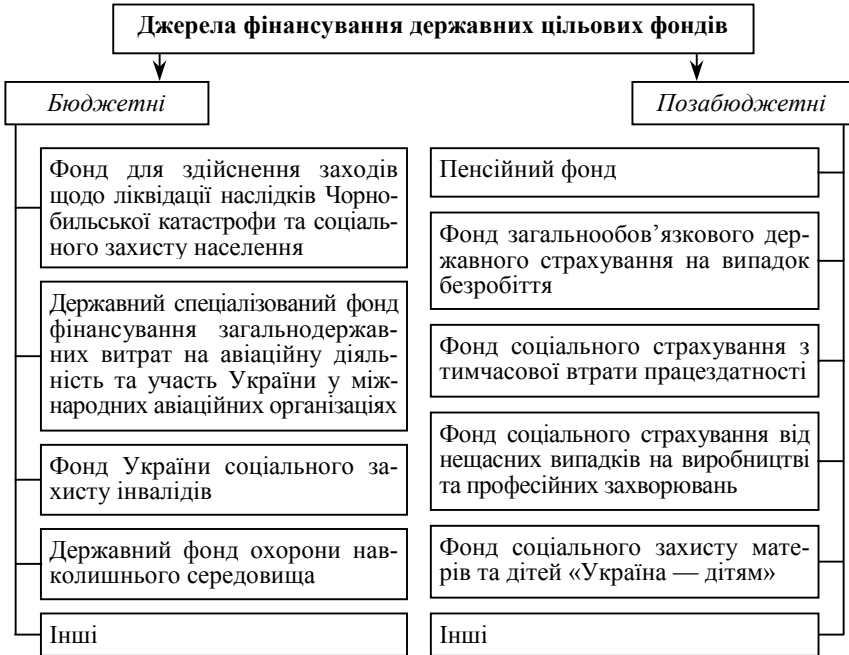 Джерела фінансування державних цільових фондів
Бюджетні
Позабюджетні
Фонд для здійснення заходів
щодо ліквідації наслідків Чорно-
бильської катастрофи та соціаль-
ного захисту населення
Державний спеціалізований фонд
фінансування загальнодержав-
них витрат на авіаційну діяль-
ність та участь України у між-
народних авіаційних організаціях
Фонд України соціального за-
хисту інвалідів
Державний фонд охорони нав-
колишнього середовища
Інші
Пенсійний фонд
Фонд загальнообов’язкового дер-
жавного страхування на випадок
безробіття
Фонд соціального страхування з
тимчасової втрати працездатності
Фонд соціального страхування від
нещасних випадків на виробництві
та професійних захворювань
Фонд соціального захисту мате-
рів та дітей «Україна — дітям»
Інші